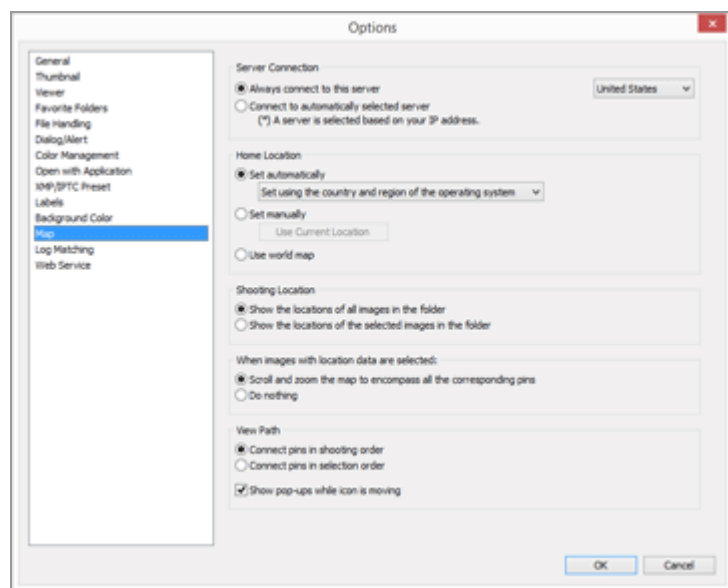 Options
General
Thumbnail
Viewer
Favorite Folders
File Handling
Dialog/Alert
Color Management
Open with Application
XMP/IPTC Preset
Labels
Background Color
Map
Log Matching
Web Service
Server Connection
Always connect to this server
United States
Connect to automatically selected server
(*) A server is selected based on your IP address.
Home Location
Set automatically
Set using the country and region of the operating system
Set manually
Use Current Location
Use world map
Shooting Location
Show the locations of all images in the folder
Show the locations of the selected images in the folder
When images with location data are selected:
Scroll and zoom the map to encompass all the corresponding pins
Do nothing
View Path
Connect pins in shooting order
Connect pins in selection order
Show pop-ups while icon is moving
OK
Cancel